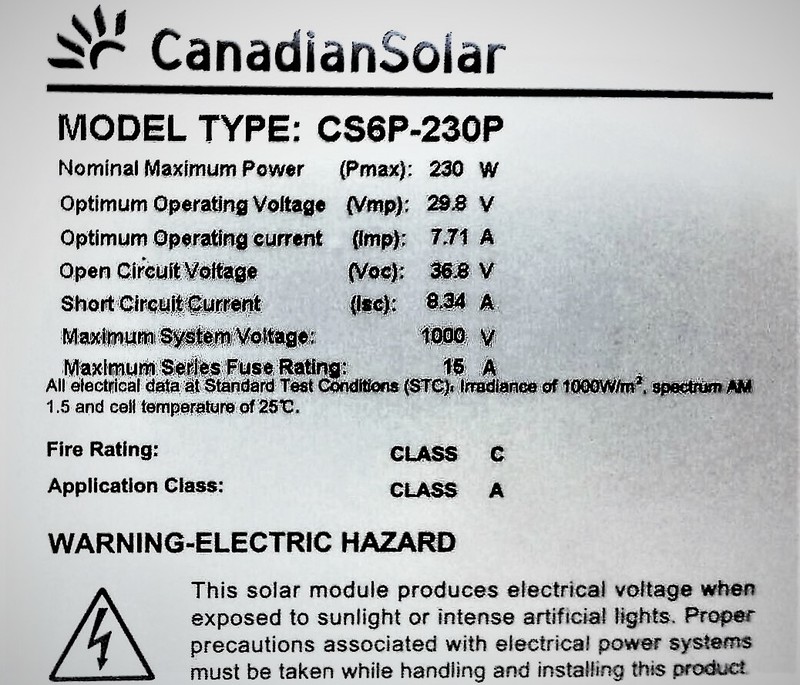 CanadianSolar
MODEL TYPE: CS6P-230P
Nominal Maximum Power (Pmax): 230 W
Optimum Operating Voltage (Vmp): 29.8 V
Optimum Operating current (Imp): 7.71 A
Open Circuit Voltage (Voc): 36.8 V
Short Circuit Current (Isc): 8.34 A
Maximum System Voltage: 1000 V
Maximum Series Fuse Rating: 15 A
All electrical data at Standard Test Conditions (STC), Irradiance of 1000W/m², spectrum AM
1.5 and cell temperature of 25℃.
Fire Rating: CLASS C
Application Class: CLASS A
WARNING-ELECTRIC HAZARD
This solar module produces electrical voltage when
exposed to sunlight or intense artificial lights. Proper
precautions associated with electrical power systems
must be taken while handling and installing this product